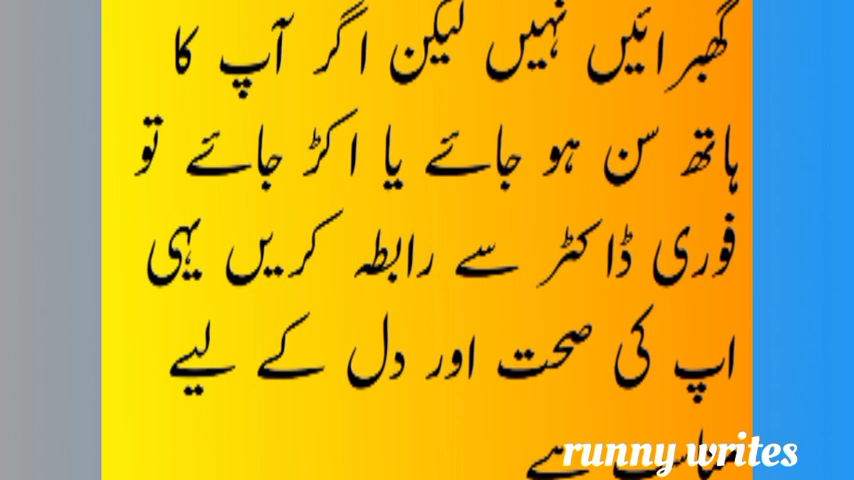 گھبرائیں نہیں لیکن اگر آپ کا
ہاتھ سن ہو جائے یا اکڑ جائے تو
فوری ڈاکٹر سے رابطہ کریں یہی
اپ کی صحت اور دل کے لیے
ہے
runny writes